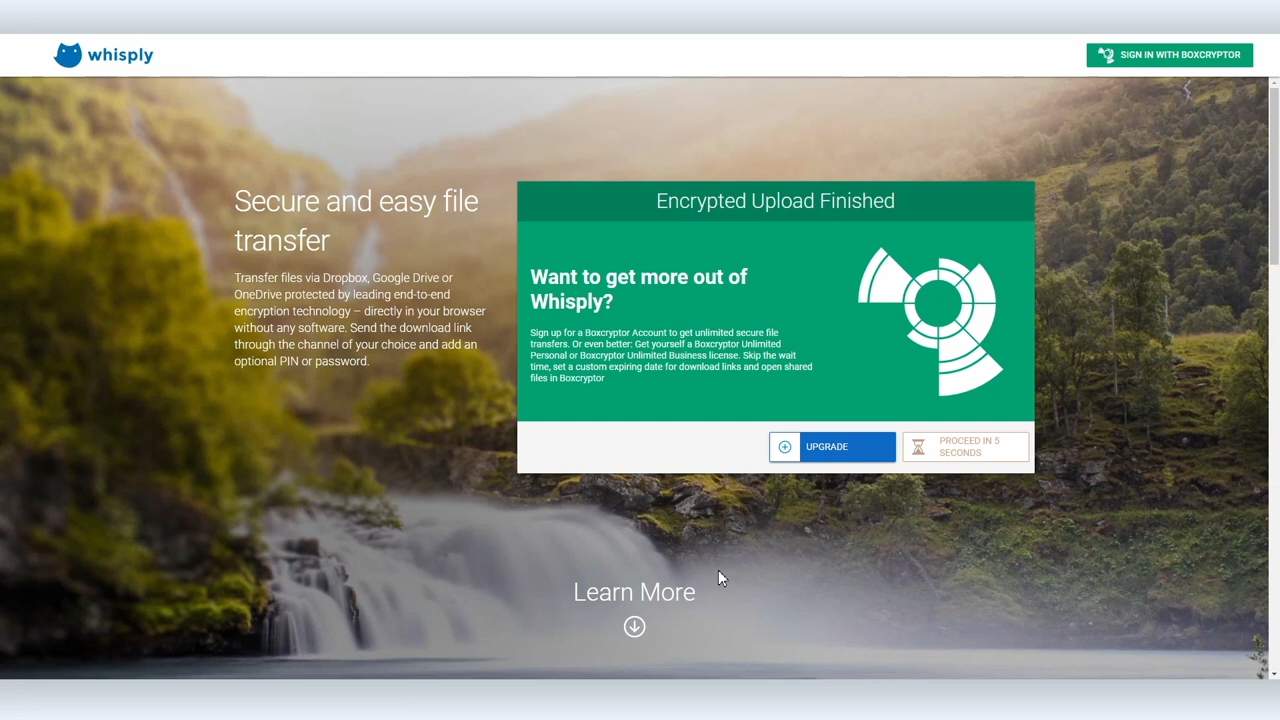 whisply
SIGN IN WITH BOXCRYPTOR
Secure and easy file
transfer
Transfer files via Dropbox, Google Drive or
OneDrive protected by leading end-to-end
encryption technology – directly in your browser
without any software. Send the download link
through the channel of your choice and add an
optional PIN or password.
Encrypted Upload Finished
Want to get more out of
Whisply?
Sign up for a Boxcryptor Account to get unlimited secure file
transfers. Or even better: Get yourself a Boxcryptor Unlimited
Personal or Boxcryptor Unlimited Business license. Skip the wait
time, set a custom expiring date for download links and open shared
files in Boxcryptor
UPGRADE
PROCEED IN 5
SECONDS
Learn More